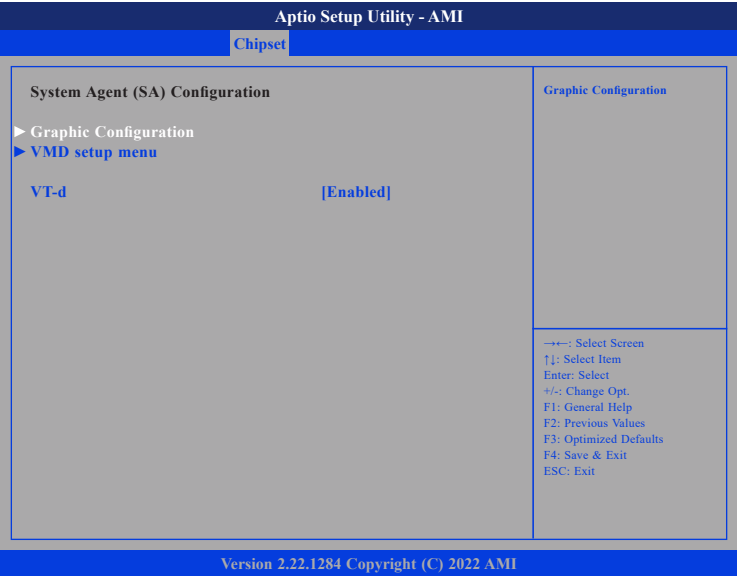 Aptio Setup Utility - AMI
Chipset
System Agent (SA) Configuration
► Graphic Configuration
► VMD setup menu
VT-d [Enabled]
Graphic Configuration
→←: Select Screen
↑↓: Select Item
Enter: Select
+/-: Change Opt.
F1: General Help
F2: Previous Values
F3: Optimized Defaults
F4: Save & Exit
ESC: Exit
Version 2.22.1284 Copyright (C) 2022 AMI